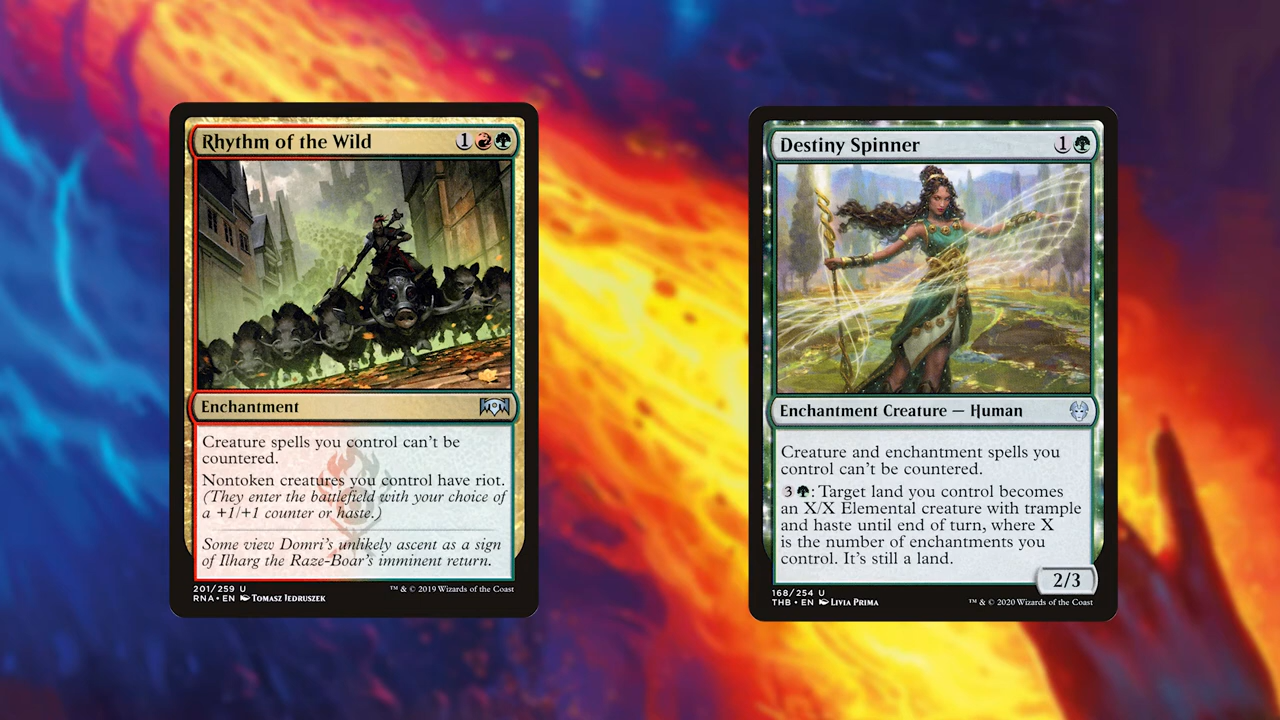 Rhythm of the Wild
1
Enchantment
Creature spells you control can't be
countered.
Nontoken creatures you control have riot.
(They enter the battlefield with your choice of
a +1/+1 counter or haste.)
Some view Domri's unlikely ascent as a sign
of Ilharg the Raze-Boar's imminent return.
201/259 U
RNA • EN Tomasz Jedruszek
™ & © 2019 Wizards of the Coast
Destiny Spinner
1
Enchantment Creature — Human
Creature and enchantment spells you
control can't be countered.
3 : Target land you control becomes
an X/X Elemental creature with trample
and haste until end of turn, where X
is the number of enchantments you
control. It's still a land.
2/3
168/254 U
THB • EN Livia Prima
™ & © 2020 Wizards of the Coast